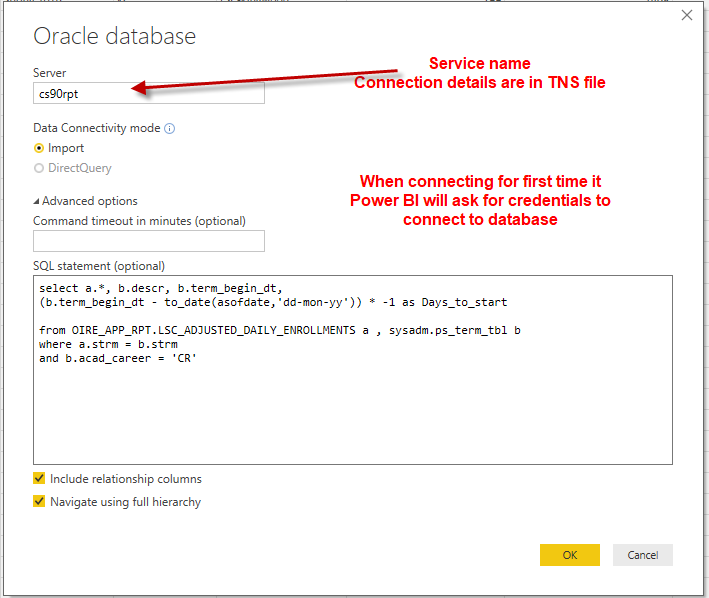 Oracle database
Server
cs90rpt
Service name
Connection details are in TNS file
Data Connectivity mode
Import
DirectQuery
When connecting for first time it
Power BI will ask for credentials to
connect to database
Advanced options
Command timeout in minutes (optional)
SQL statement (optional)
select a.*, b.descr, b.term_begin_dt,
(b.term_begin_dt - to_date(asofdate,'dd-mon-yy')) * -1 as Days_to_start
from OIRE_APP_RPT.LSC_ADJUSTED_DAILY_ENROLLMENTS a , sysadm.ps_term_tbl b
where a.strm = b.strm
and b.acad_career = 'CR'
Include relationship columns
Navigate using full hierarchy
OK
Cancel